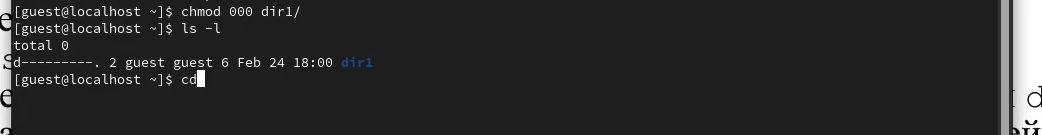 [guest@localhost ~]$ chmod 000 dir1/
[guest@localhost ~]$ ls -l
total 0
d---------. 2 guest guest 6 Feb 24 18:00 dir1
[guest@localhost ~]$ cd